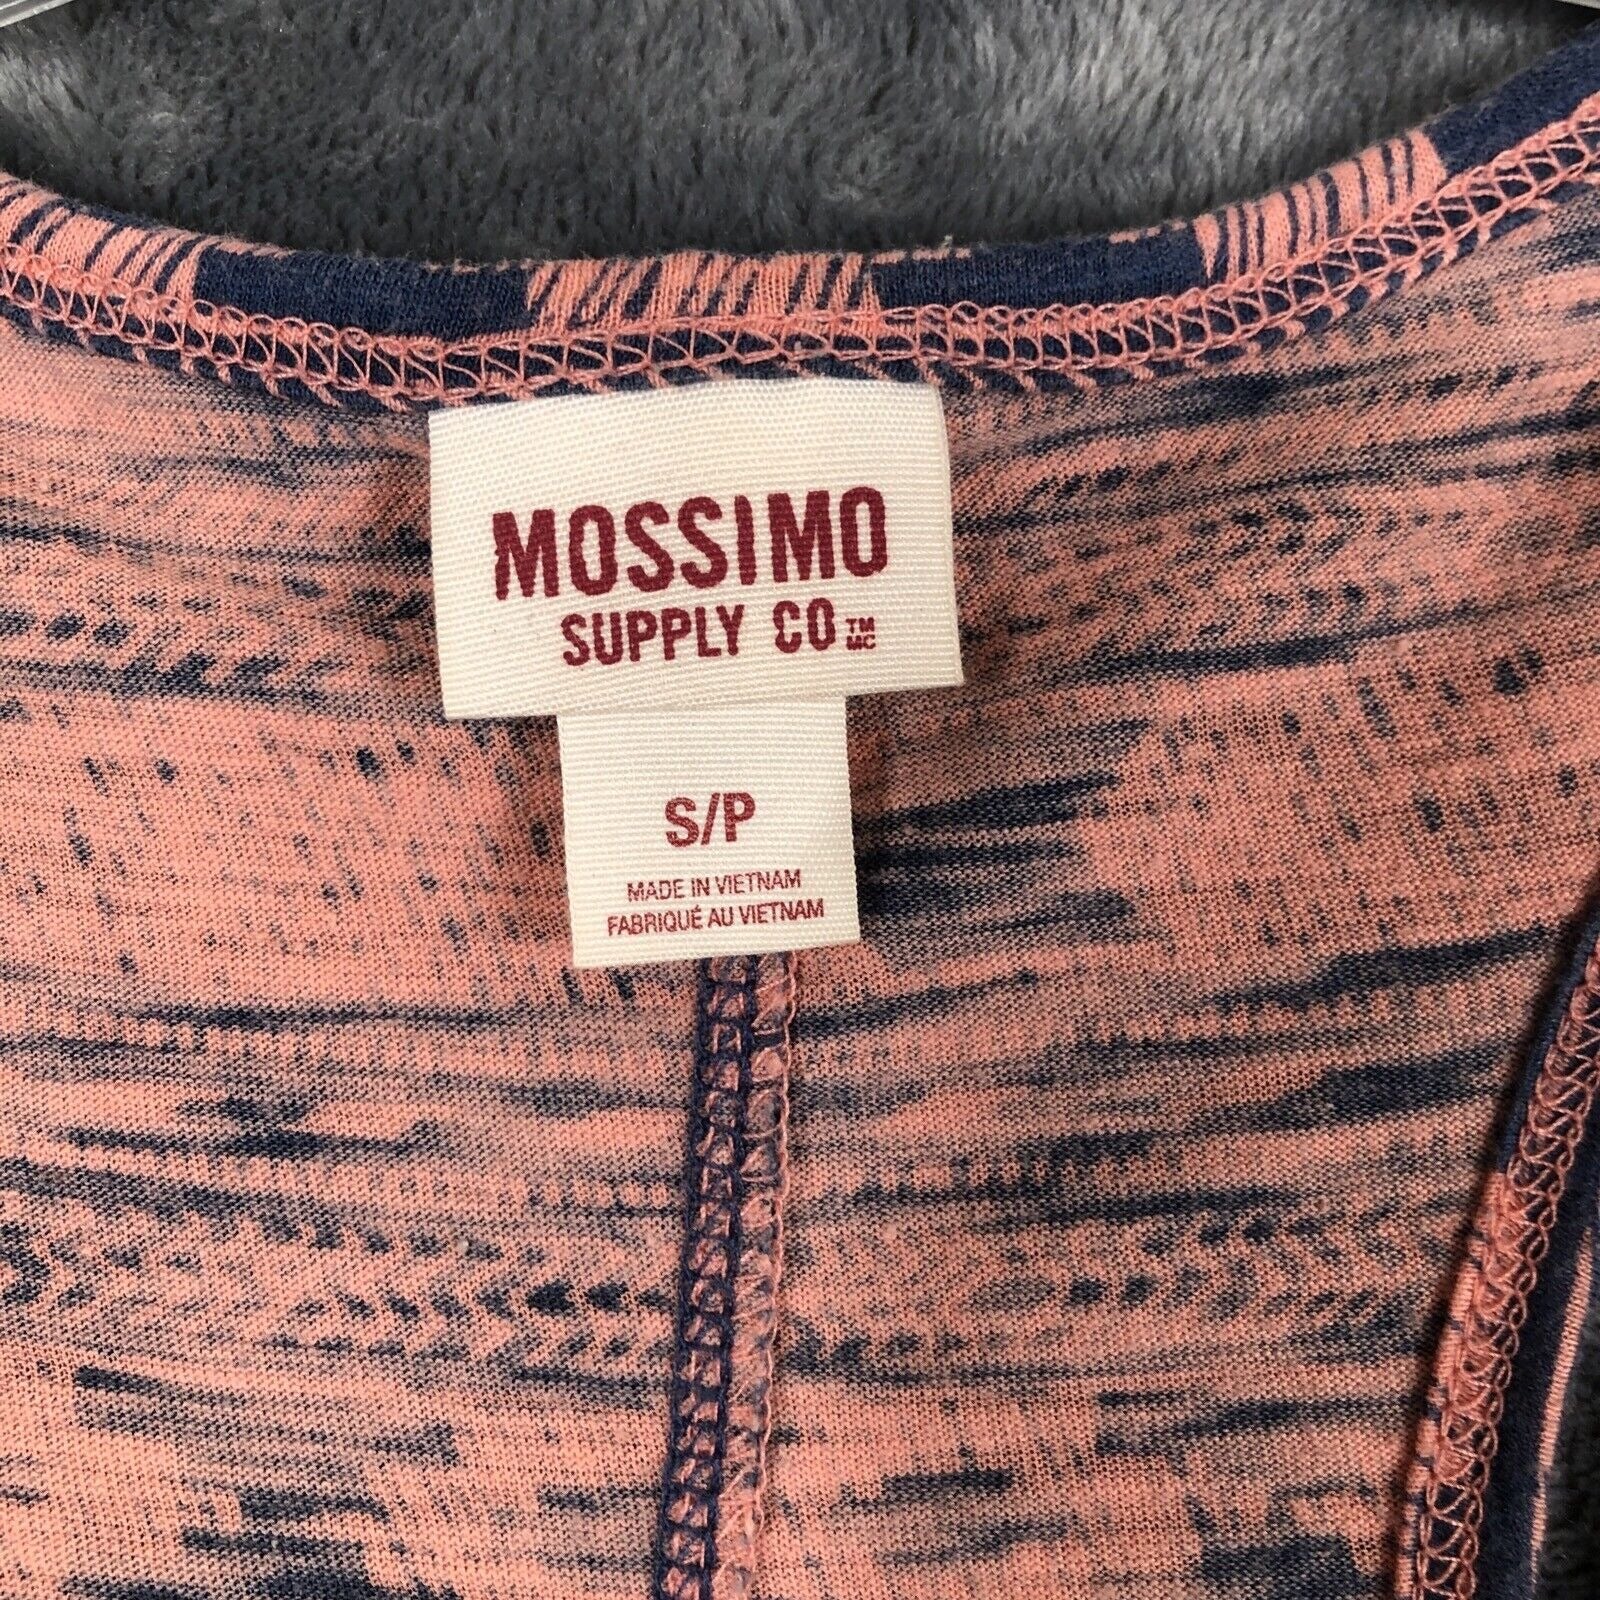 MOSSIMO
SUPPLY CO TM MC
S/P
MADE IN VIETNAM
FABRIQUÉ AU VIETNAM